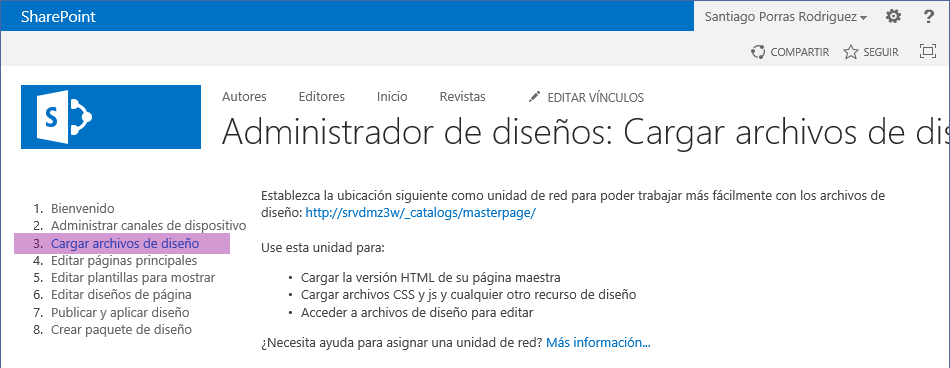 SharePoint
Santiago Porras Rodriguez
?
COMPARTIR
SEGUIR
S
Autores
Editores
Inicio
Revistas
EDITAR VÍNCULOS
Administrador de diseños: Cargar archivos de dis
1. Bienvenido
2. Administrar canales de dispositivo
3. Cargar archivos de diseño
4. Editar páginas principales
5. Editar plantillas para mostrar
6. Editar diseños de página
7. Publicar y aplicar diseño
8. Crear paquete de diseño
Establezca la ubicación siguiente como unidad de red para poder trabajar más fácilmente con los archivos de
diseño: http://srvdmz3w/_catalogs/masterpage/
Use esta unidad para:
• Cargar la versión HTML de su página maestra
• Cargar archivos CSS y js y cualquier otro recurso de diseño
• Acceder a archivos de diseño para editar
¿Necesita ayuda para asignar una unidad de red? Más información...